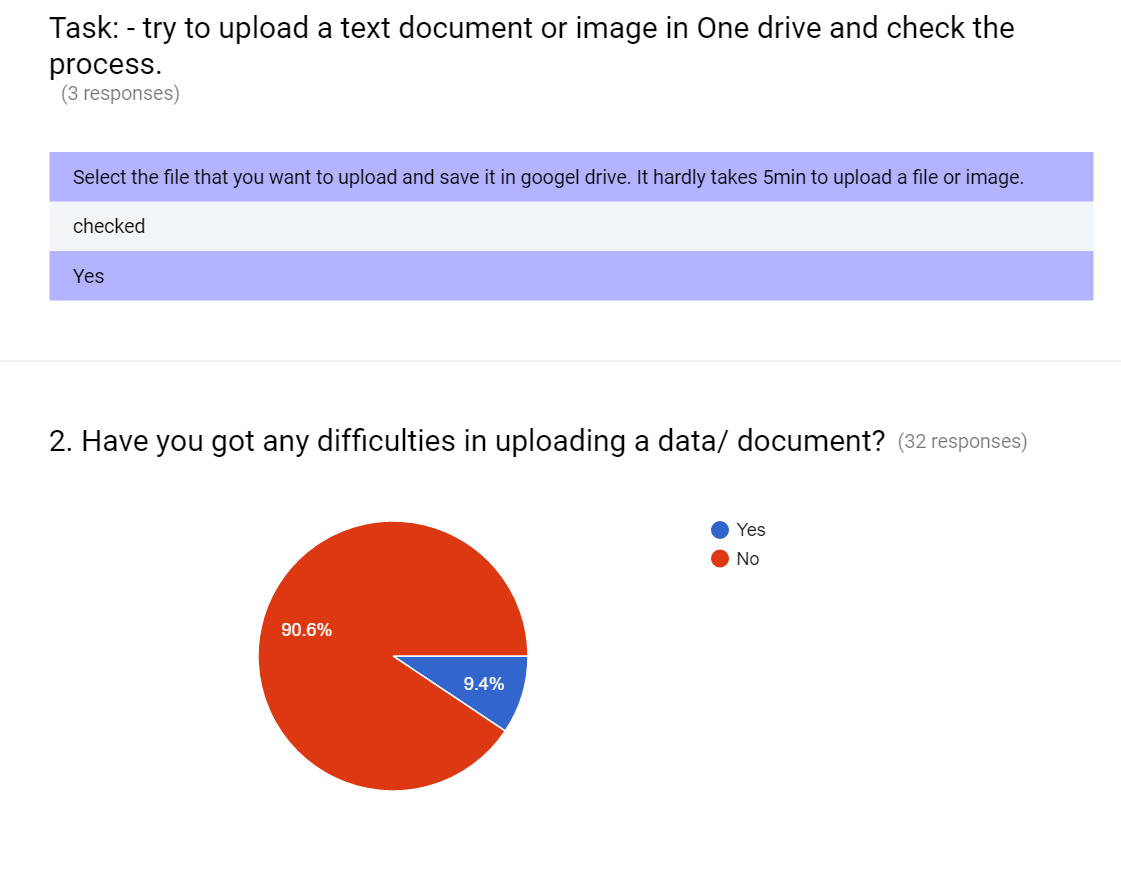 Task: - try to upload a text document or image in One drive and check the
process.
(3 responses)
Select the file that you want to upload and save it in googel drive. It hardly takes 5min to upload a file or image.
checked
Yes
2. Have you got any difficulties in uploading a data/ document? (32 responses)
Yes
No
90.6%
9.4%